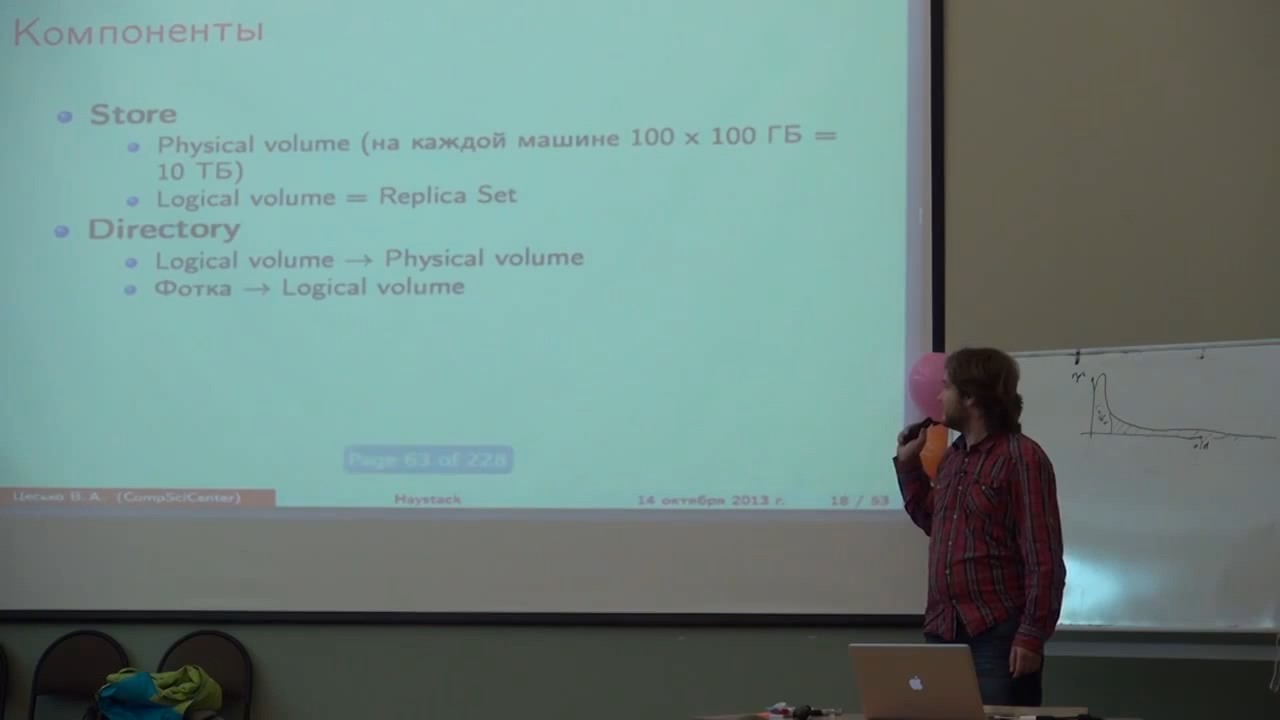 Компоненты
Store
Physical volume (на каждой машине 100 x 100 ГБ =
10 ТБ)
Logical volume = Replica Set
Directory
Logical volume → Physical volume
Фотка → Logical volume
Page 63 of 228
Цесько В. А. (CompSciCenter) Haystack 14 октября 2013 г. 18 / 53